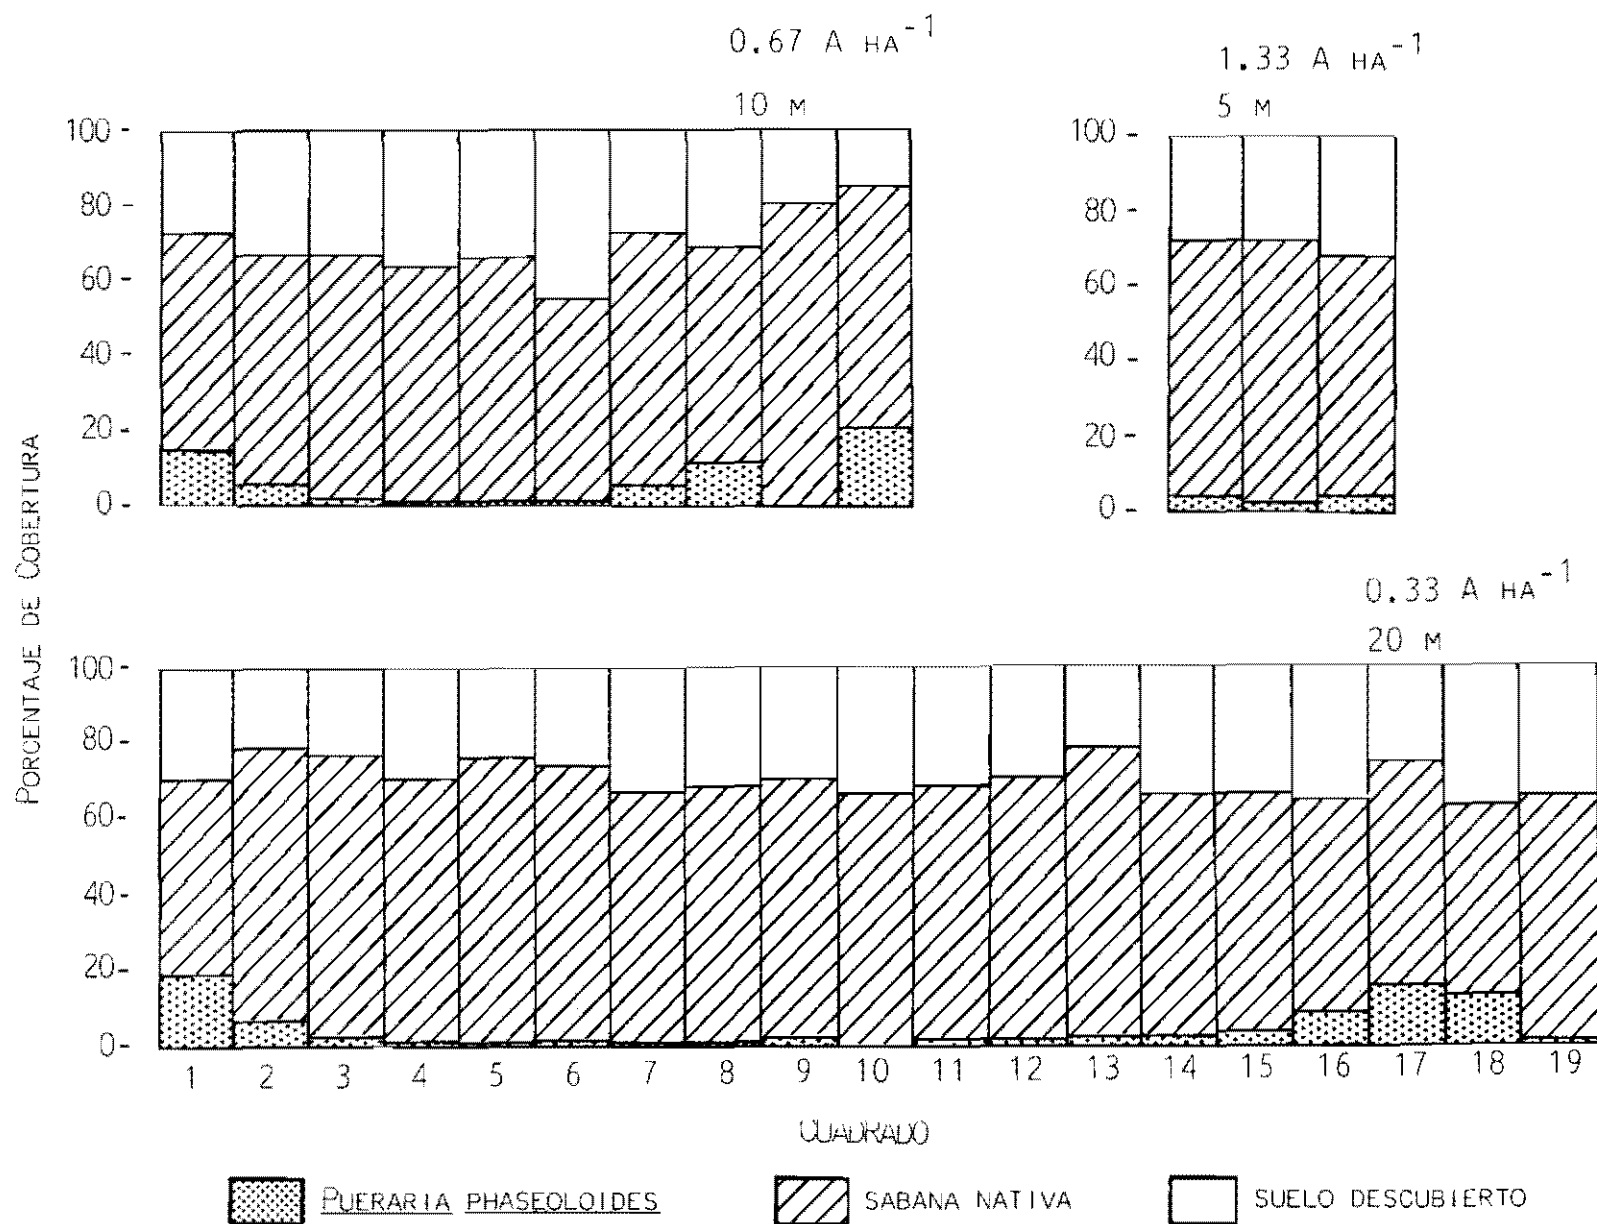 0.67 A HA⁻¹
10 M
1.33 A HA⁻¹
5 M
100 -
80 -
60 -
40 -
20 -
0 -
100 -
80 -
60 -
40 -
20 -
0 -
PORCENTAJE DE COBERTURA
0.33 A HA⁻¹
20 M
100 -
80 -
60 -
40 -
20 -
0 -
1 2 3 4 5 6 7 8 9 10 11 12 13 14 15 16 17 18 19
CUADRADO
PUERARIA PHASEOLOIDES SABANA NATIVA SUELO DESCUBIERTO